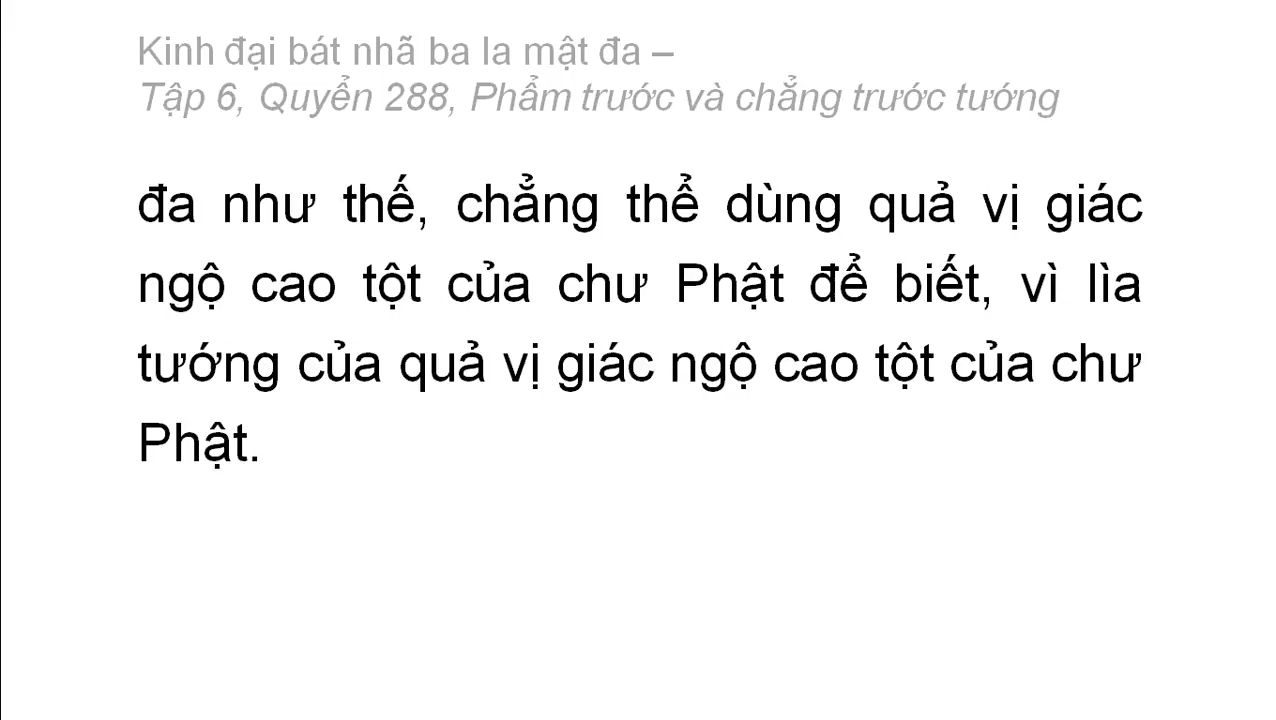 Kinh đại bát nhã ba la mật đa –
Tập 6, Quyển 288, Phẩm trước và chẳng trước tướng
đa như thế, chẳng thể dùng quả vị giác
ngộ cao tột của chư Phật để biết, vì lìa
tướng của quả vị giác ngộ cao tột của chư
Phật.